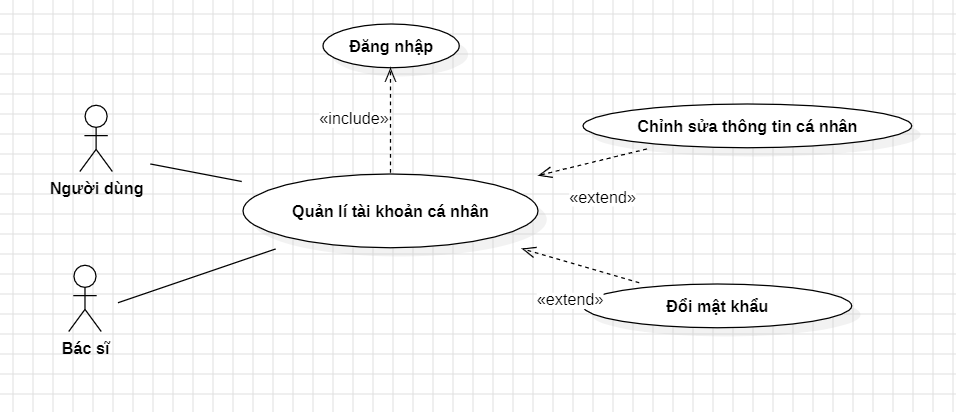 Đăng nhập
«include»
Chỉnh sửa thông tin cá nhân
Người dùng
«extend»
Quản lí tài khoản cá nhân
«extend»
Đổi mật khẩu
Bác sĩ